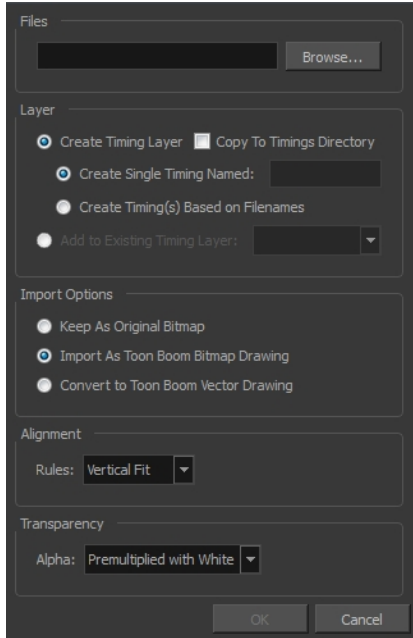 Files
Browse...
Layer
Create Timing Layer Copy To Timings Directory
Create Single Timing Named:
Create Timing(s) Based on Filenames
Add to Existing Timing Layer:
Import Options
Keep As Original Bitmap
Import As Toon Boom Bitmap Drawing
Convert to Toon Boom Vector Drawing
Alignment
Rules: Vertical Fit
Transparency
Alpha: Premultiplied with White
OK Cancel